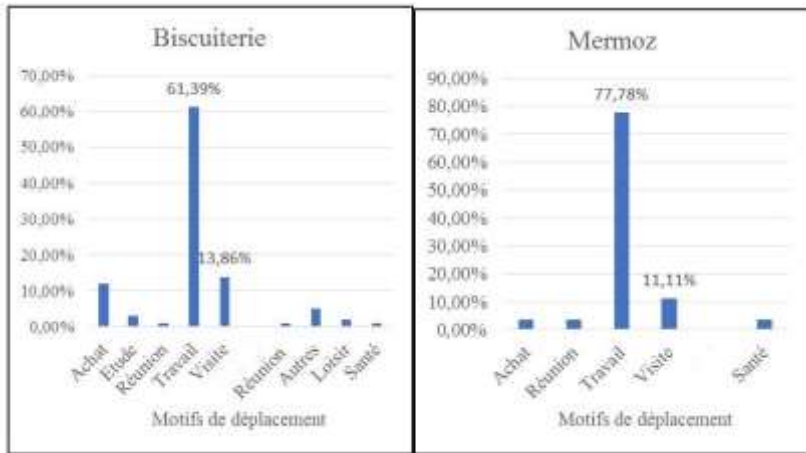 Biscuiterie
70,00%
60,00%
50,00%
40,00%
30,00%
20,00%
10,00%
0,00%
61,39%
13,86%
Achat
Etude
Réunion
Travail
Visite
Réunion
Autres
Loisir
Santé
Motifs de déplacement
Mermoz
90,00%
80,00%
70,00%
60,00%
50,00%
40,00%
30,00%
20,00%
10,00%
0,00%
77,78%
11,11%
Achat
Réunion
Travail
Visite
Santé
Motifs de déplacement